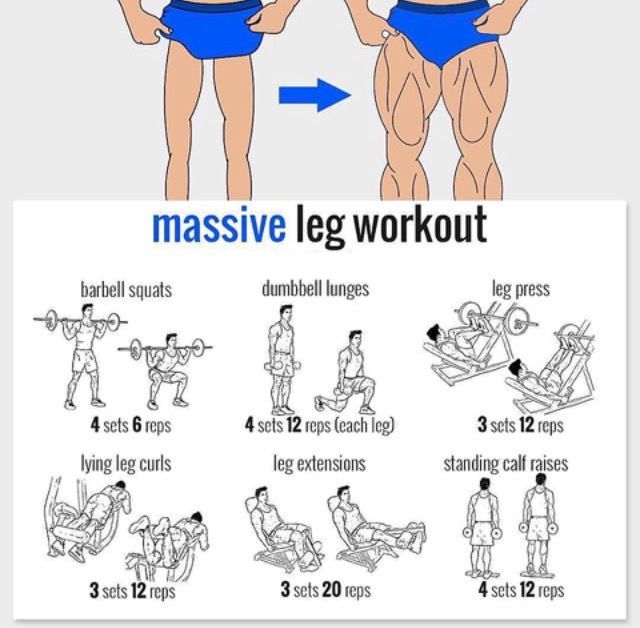 massive leg workout
barbell squats
4 sets 6 reps
dumbbell lunges
4 sets 12 reps (each leg)
leg press
3 sets 12 reps
lying leg curls
3 sets 12 reps
leg extensions
3 sets 20 reps
standing calf raises
4 sets 12 reps